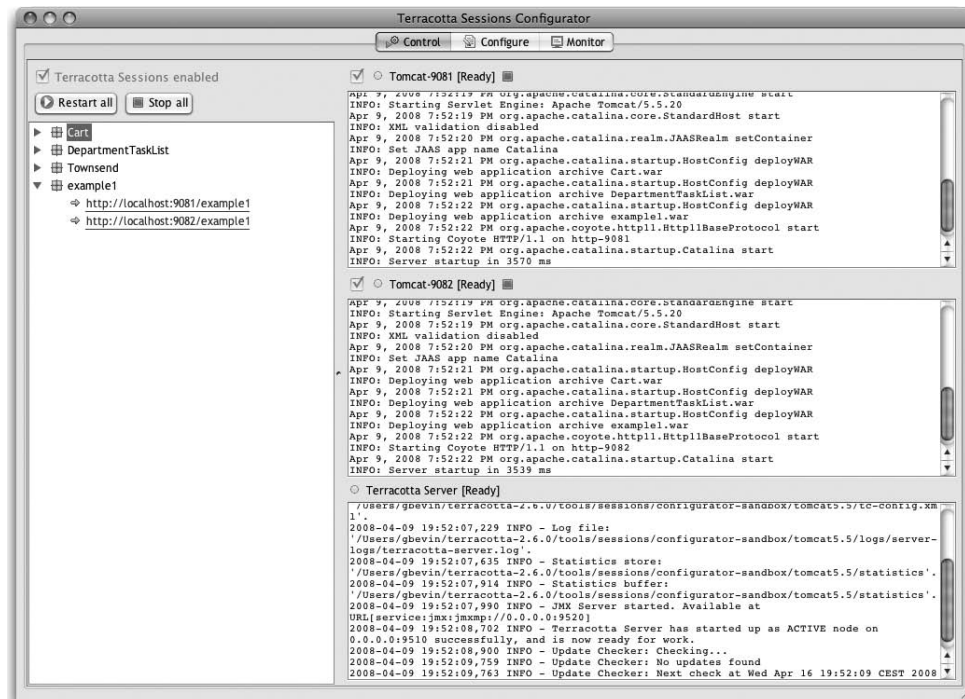 Terracotta Sessions Configurator
Control Configure Monitor
Terracotta Sessions enabled
Restart all Stop all
Cart
DepartmentTaskList
Townsend
example1
http://localhost:9081/example1
http://localhost:9082/example1
Tomcat-9081 [Ready]
Apr 9, 2008 7:52:19 PM org.apache.catalina.core.StandardEngine start
INFO: Starting Servlet Engine: Apache Tomcat/5.5.20
Apr 9, 2008 7:52:19 PM org.apache.catalina.core.StandardHost start
INFO: XML validation disabled
Apr 9, 2008 7:52:20 PM org.apache.catalina.realm.JAASRealm setContainer
INFO: Set JAAS app name Catalina
Apr 9, 2008 7:52:21 PM org.apache.catalina.startup.HostConfig deployWAR
INFO: Deploying web application archive Cart.war
Apr 9, 2008 7:52:21 PM org.apache.catalina.startup.HostConfig deployWAR
INFO: Deploying web application archive DepartmentTaskList.war
Apr 9, 2008 7:52:22 PM org.apache.catalina.startup.HostConfig deployWAR
INFO: Deploying web application archive example1.war
Apr 9, 2008 7:52:22 PM org.apache.coyote.http11.Http11BaseProtocol start
INFO: Starting Coyote HTTP/1.1 on http-9081
Apr 9, 2008 7:52:22 PM org.apache.catalina.startup.Catalina start
INFO: Server startup in 3570 ms
Tomcat-9082 [Ready]
Apr 9, 2008 7:52:19 PM org.apache.catalina.core.StandardEngine start
INFO: Starting Servlet Engine: Apache Tomcat/5.5.20
Apr 9, 2008 7:52:19 PM org.apache.catalina.core.StandardHost start
INFO: XML validation disabled
Apr 9, 2008 7:52:20 PM org.apache.catalina.realm.JAASRealm setContainer
INFO: Set JAAS app name Catalina
Apr 9, 2008 7:52:21 PM org.apache.catalina.startup.HostConfig deployWAR
INFO: Deploying web application archive Cart.war
Apr 9, 2008 7:52:21 PM org.apache.catalina.startup.HostConfig deployWAR
INFO: Deploying web application archive DepartmentTaskList.war
Apr 9, 2008 7:52:22 PM org.apache.catalina.startup.HostConfig deployWAR
INFO: Deploying web application archive example1.war
Apr 9, 2008 7:52:22 PM org.apache.coyote.http11.Http11BaseProtocol start
INFO: Starting Coyote HTTP/1.1 on http-9082
Apr 9, 2008 7:52:22 PM org.apache.catalina.startup.Catalina start
INFO: Server startup in 3539 ms
Terracotta Server [Ready]
'/Users/gbevin/terracotta-2.6.0/tools/sessions/configurator-sandbox/tomcat5.5/tc-config.xm
l'.
2008-04-09 19:52:07,229 INFO - Log file:
'/Users/gbevin/terracotta-2.6.0/tools/sessions/configurator-sandbox/tomcat5.5/logs/server-
logs/terracotta-server.log'.
2008-04-09 19:52:07,635 INFO - Statistics store:
'/Users/gbevin/terracotta-2.6.0/tools/sessions/configurator-sandbox/tomcat5.5/statistics'.
2008-04-09 19:52:07,914 INFO - Statistics buffer:
'/Users/gbevin/terracotta-2.6.0/tools/sessions/configurator-sandbox/tomcat5.5/statistics'.
2008-04-09 19:52:07,990 INFO - JMX Server started. Available at
URL[service:jmx:jmxmp://0.0.0.0:9520]
2008-04-09 19:52:08,702 INFO - Terracotta Server has started up as ACTIVE node on
0.0.0.0:9510 successfully, and is now ready for work.
2008-04-09 19:52:08,900 INFO - Update Checker: Checking...
2008-04-09 19:52:09,759 INFO - Update Checker: No updates found
2008-04-09 19:52:09,763 INFO - Update Checker: Next check at Wed Apr 16 19:52:09 CEST 2008